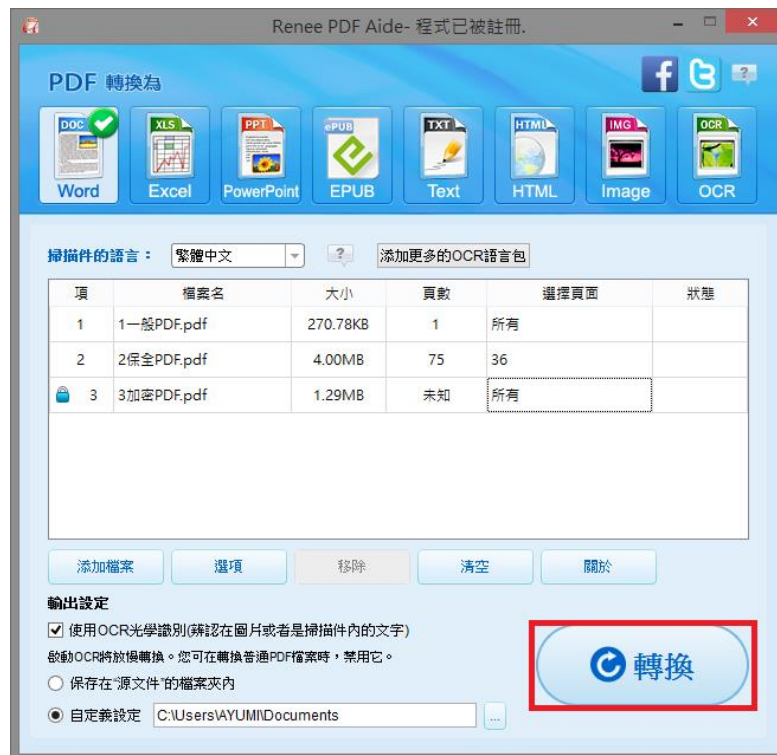 Renee PDF Aide- 程式已被註冊.
PDF 轉換為
DOC XLS PPT ePUB TXT HTML IMG OCR
Word Excel PowerPoint EPUB Text HTML Image OCR
掃描件的語言： 繁體中文 ? 添加更多的OCR語言包
項 檔案名 大小 頁數 選擇頁面 狀態
1 1一般PDF.pdf 270.78KB 1 所有
2 2保全PDF.pdf 4.00MB 75 36
3 3加密PDF.pdf 1.29MB 未知 所有
添加檔案 選項 移除 清空 關於
輸出設定
使用OCR光學識別(辨認在圖片或者是掃描件內的文字)
啟動OCR將放慢轉換。您可在轉換普通PDF檔案時，禁用它。
轉換
保存在"源文件"的檔案夾內
自定義設定 C:\Users\AYUMI\Documents ...